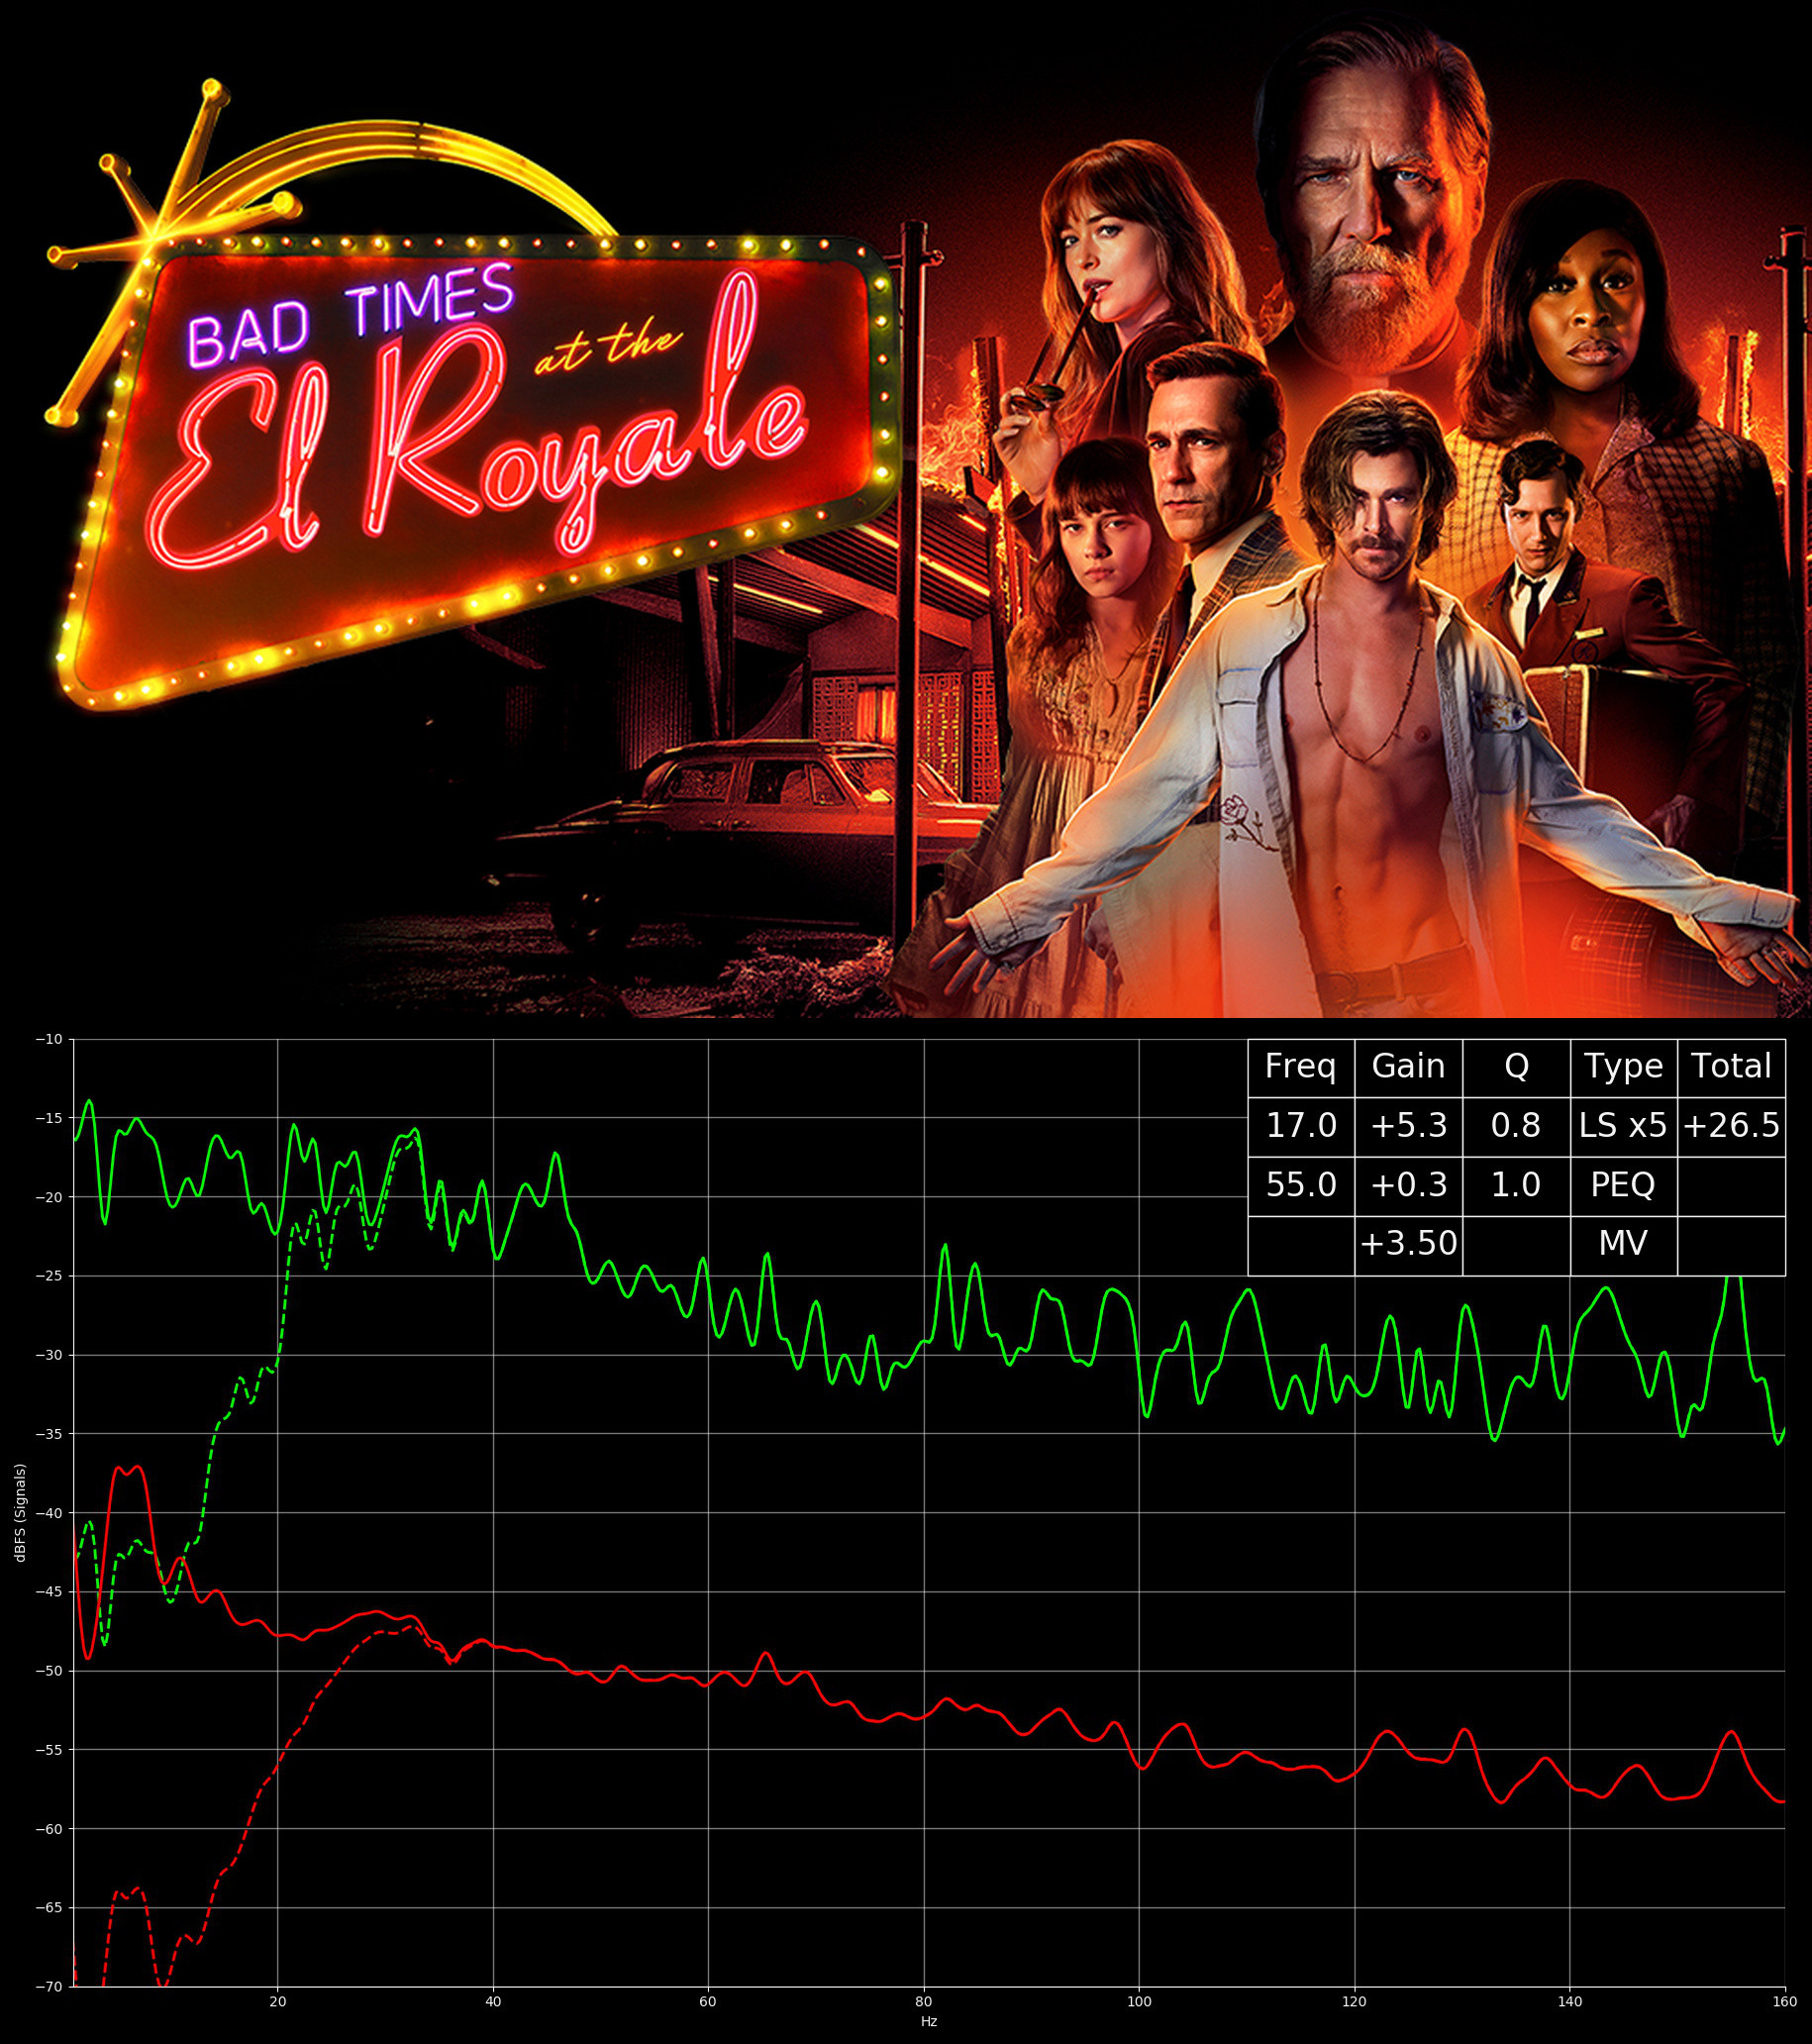 BAD TIMES
at the
El Royale
Freq Gain Q Type Total
17.0 +5.3 0.8 LS x5 +26.5
55.0 +0.3 1.0 PEQ
+3.50 MV
−10
−15
−20
−25
−30
−35
−40
−45
−50
−55
−60
−65
−70
dBFS (Signals)
20 40 60 80 100 120 140 160
Hz